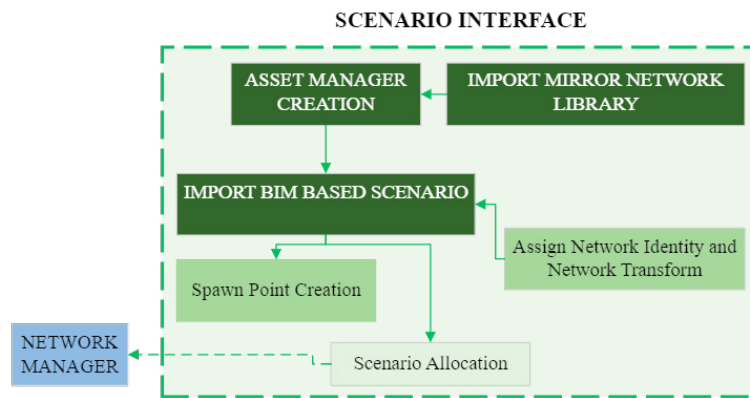 SCENARIO INTERFACE
ASSET MANAGER
CREATION
IMPORT MIRROR NETWORK
LIBRARY
IMPORT BIM BASED SCENARIO
Assign Network Identity and
Network Transform
Spawn Point Creation
NETWORK
MANAGER
Scenario Allocation